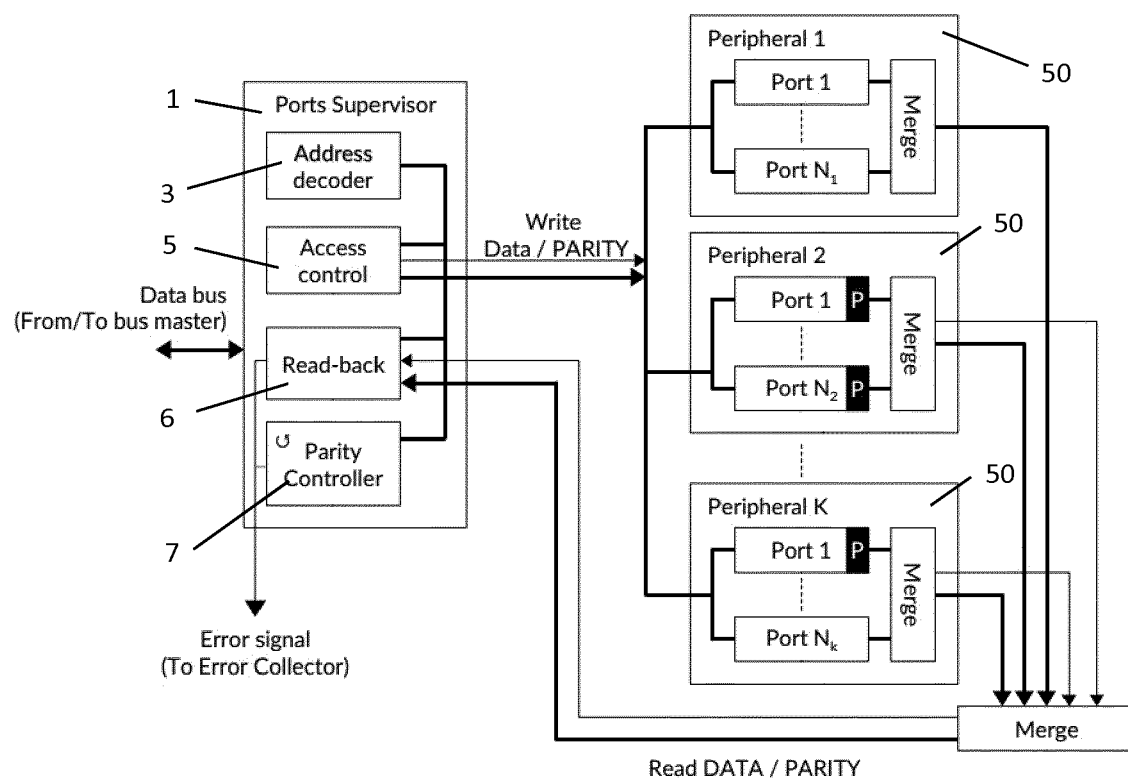 1
Ports Supervisor
3
Address
decoder
5
Access
control
Data bus
(From/To bus master)
Read-back
6
Parity
Controller
7
Error signal
(To Error Collector)
Write
Data / PARITY
Peripheral 1
50
Port 1
Port N1
Merge
Peripheral 2
50
Port 1 P
Port N2 P
Merge
Peripheral K
50
Port 1 P
Port Nk
Merge
Merge
Read DATA / PARITY